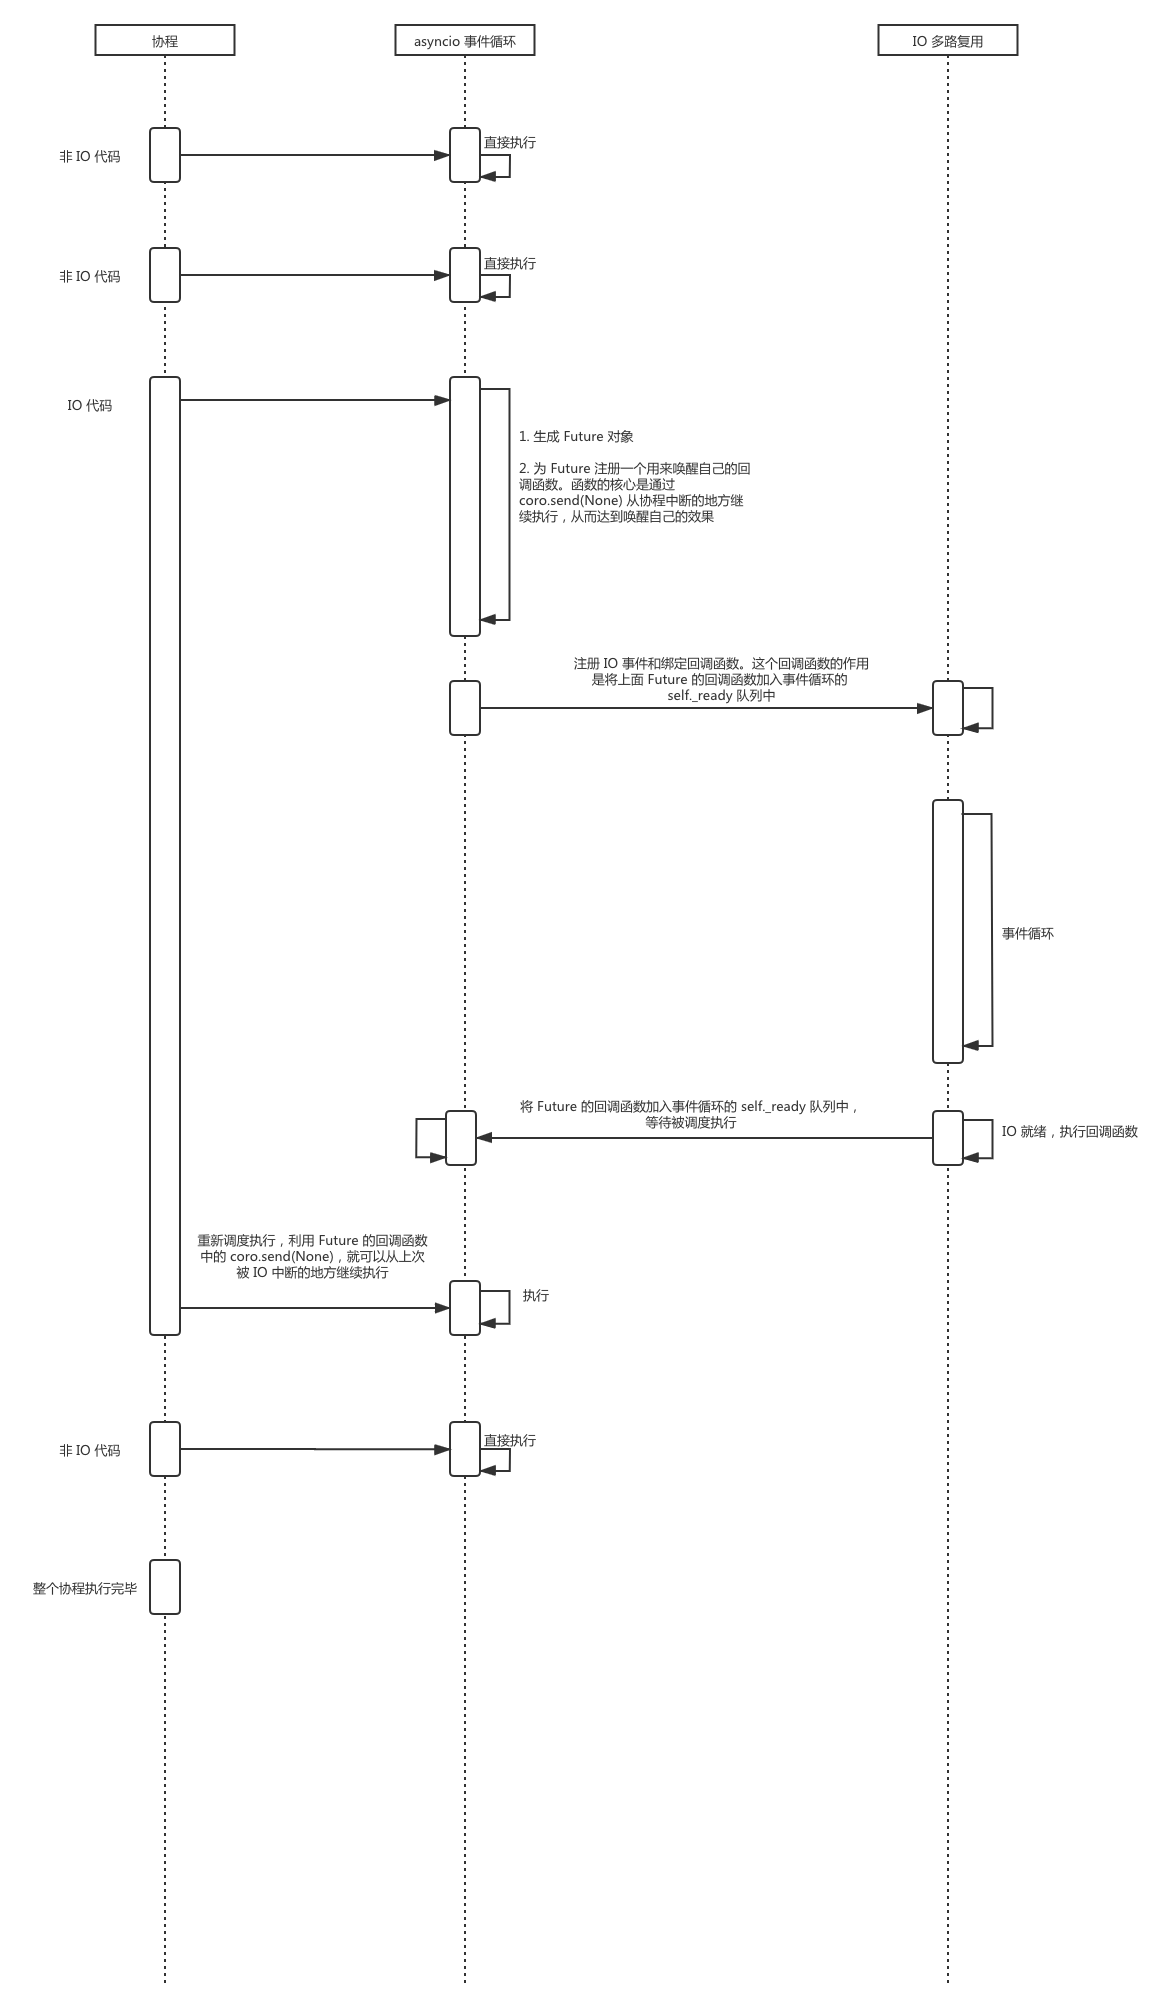 协程
asyncio 事件循环
IO 多路复用
非 IO 代码
直接执行
非 IO 代码
直接执行
IO 代码
1. 生成 Future 对象
2. 为 Future 注册一个用来唤醒自己的回
调函数。函数的核心是通过
coro.send(None) 从协程中断的地方继
续执行，从而达到唤醒自己的效果
注册 IO 事件和绑定回调函数。这个回调函数的作用
是将上面 Future 的回调函数加入事件循环的
self._ready 队列中
事件循环
将 Future 的回调函数加入事件循环的 self._ready 队列中，
等待被调度执行
IO 就绪，执行回调函数
重新调度执行，利用 Future 的回调函数
中的 coro.send(None)，就可以从上次
被 IO 中断的地方继续执行
执行
非 IO 代码
直接执行
整个协程执行完毕